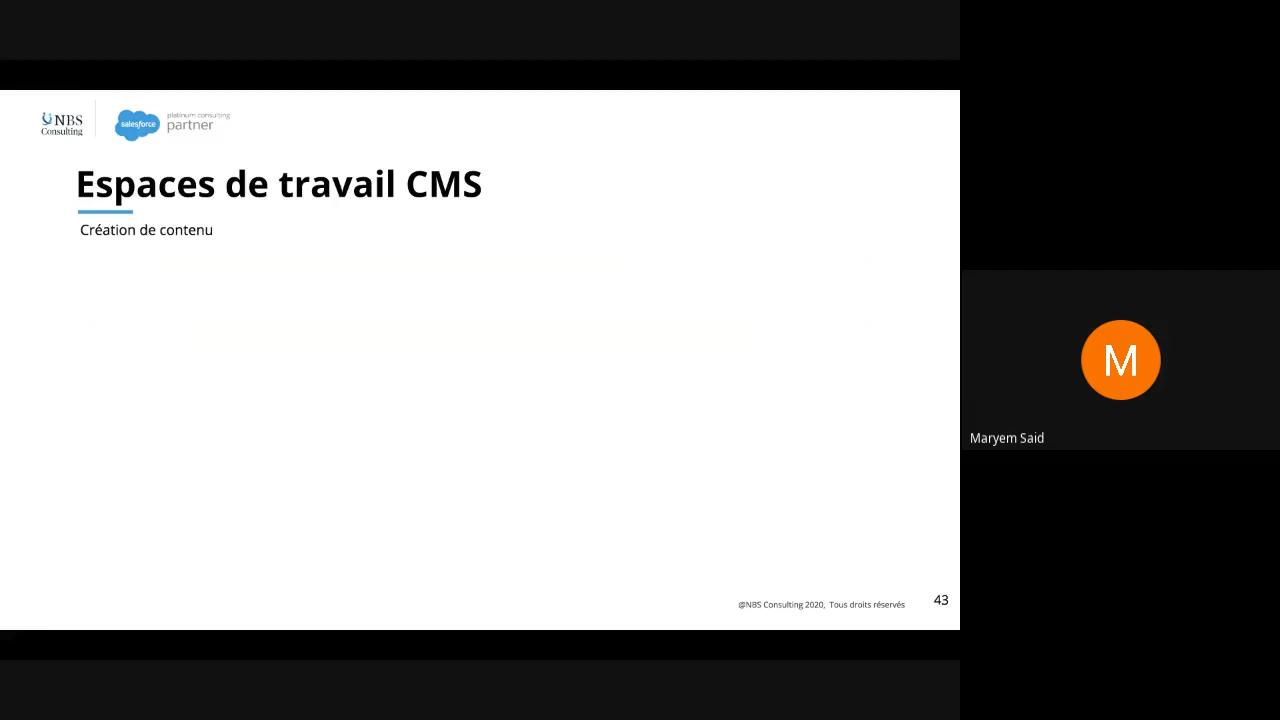 NBS
Consulting
salesforce
platinum consulting
partner
Espaces de travail CMS
Création de contenu
M
Maryem Said
@NBS Consulting 2020, Tous droits réservés
43